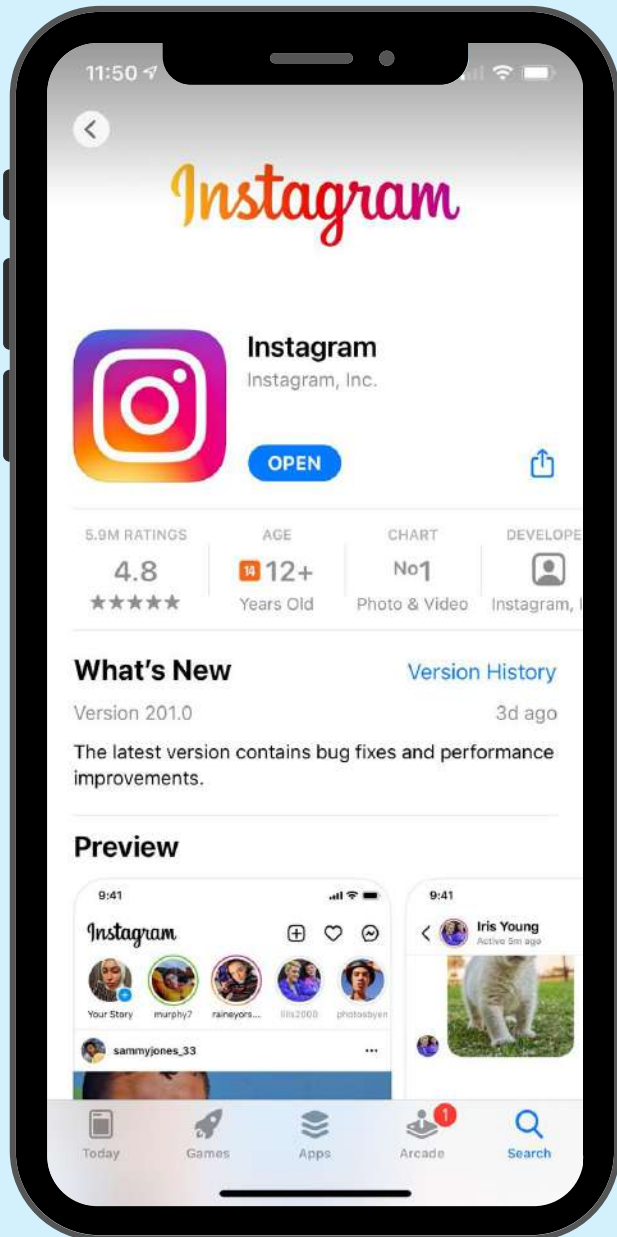 11:50
Instagram
Instagram
Instagram, Inc.
OPEN
5.9M RATINGS
4.8
★★★★★
AGE
14 12+
Years Old
CHART
No1
Photo & Video
DEVELOPE
Instagram, I
What's New
Version History
Version 201.0
3d ago
The latest version contains bug fixes and performance
improvements.
Preview
9:41
Instagram
Your Story
murphy7
raineyors...
lilis2008
photosbyen
sammyjones_33
9:41
Iris Young
Active 5m ago
Today
Games
Apps
Arcade
1
Search